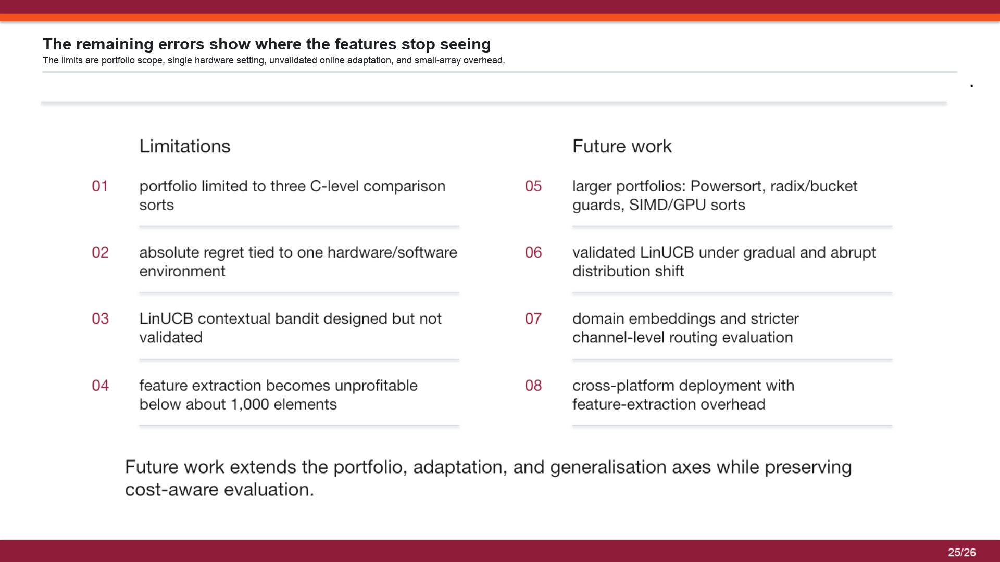 The remaining errors show where the features stop seeing
The limits are portfolio scope, single hardware setting, unvalidated online adaptation, and small-array overhead.
.
Limitations
01 portfolio limited to three C-level comparison
sorts
02 absolute regret tied to one hardware/software
environment
03 LinUCB contextual bandit designed but not
validated
04 feature extraction becomes unprofitable
below about 1,000 elements
Future work
05 larger portfolios: Powersort, radix/bucket
guards, SIMD/GPU sorts
06 validated LinUCB under gradual and abrupt
distribution shift
07 domain embeddings and stricter
channel-level routing evaluation
08 cross-platform deployment with
feature-extraction overhead
Future work extends the portfolio, adaptation, and generalisation axes while preserving
cost-aware evaluation.
25/26